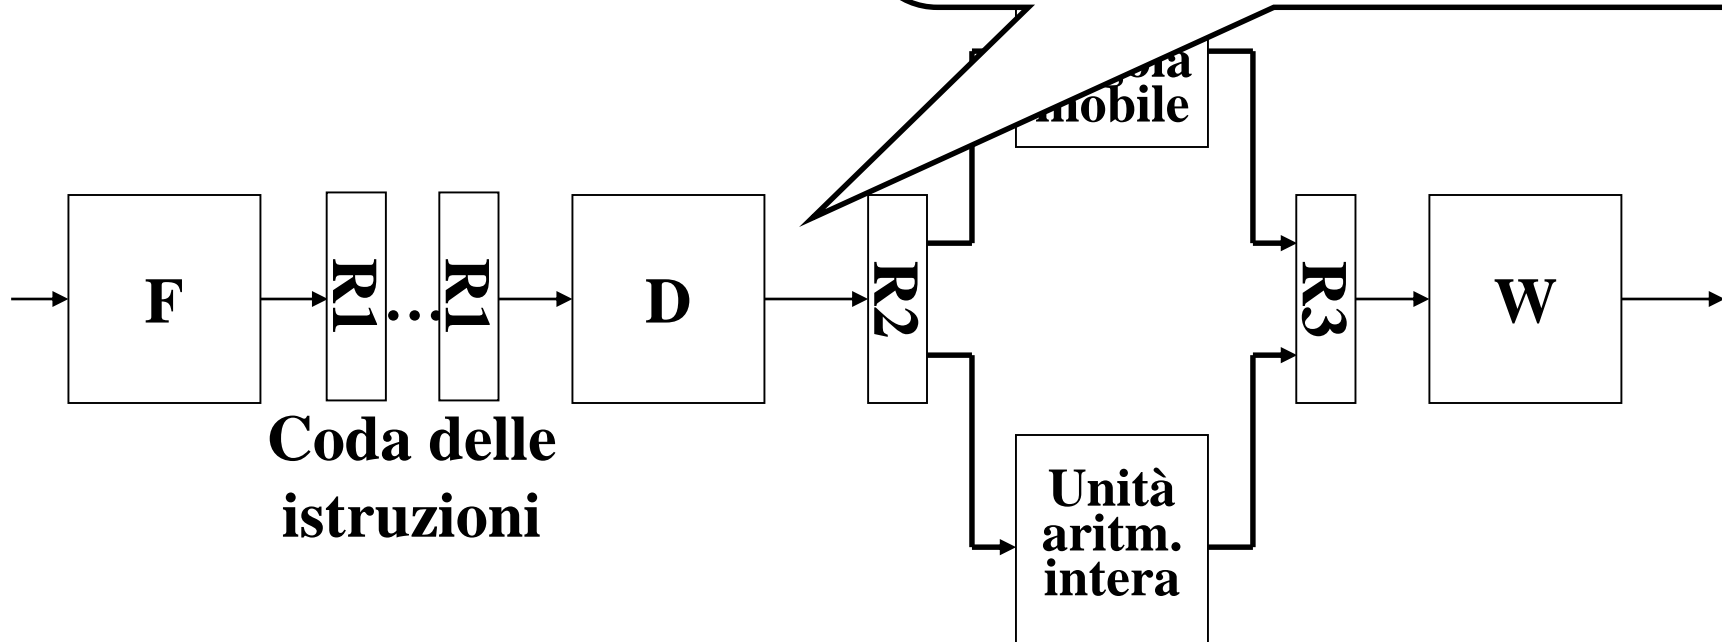 mobile
F
R1...R1
D
R2
R3
W
Coda delle
istruzioni
Unità
aritm.
intera